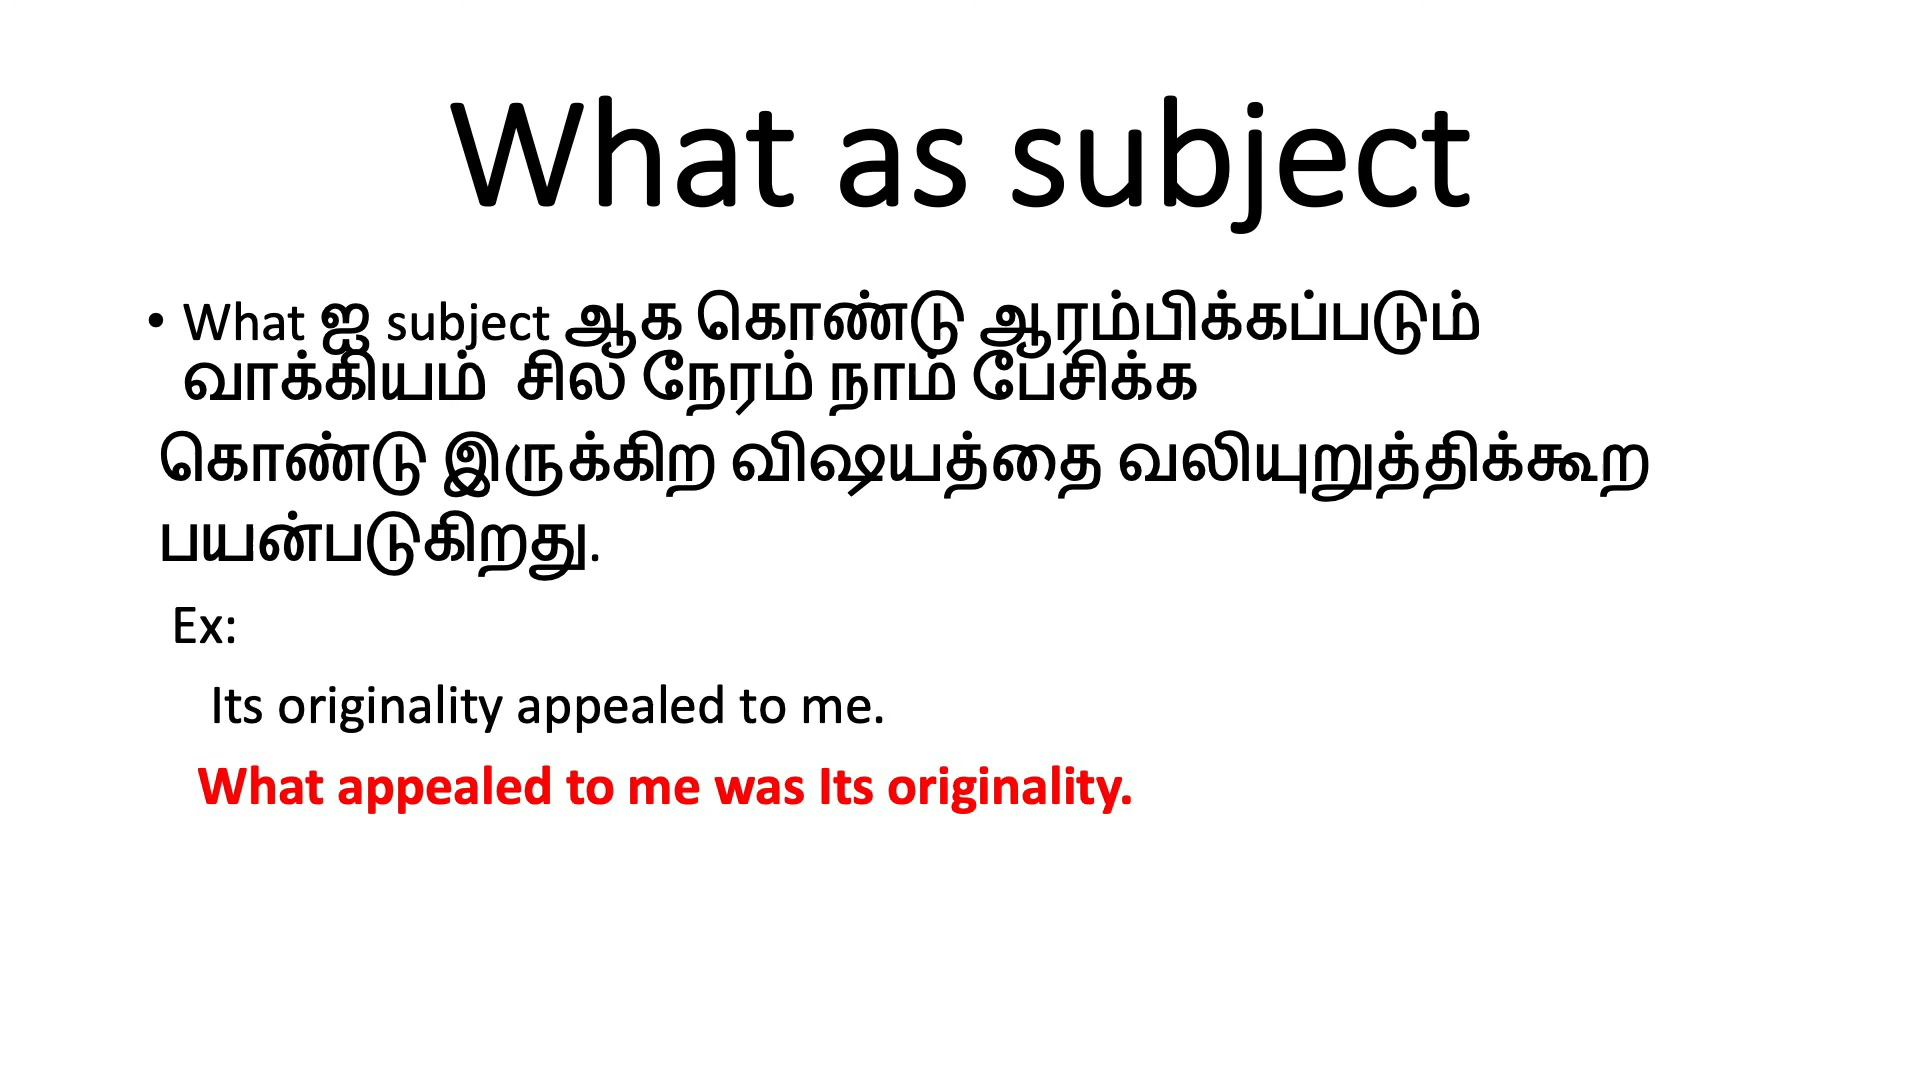 What as subject
• What ஐ subject ஆக கொண்டு ஆரம்பிக்கப்படும்
வாக்கியம் சில நேரம் நாம் பேசிக்க
கொண்டு இருக்கிற விஷயத்தை வலியுறுத்திக்கூற
பயன்படுகிறது.
Ex:
Its originality appealed to me.
What appealed to me was Its originality.